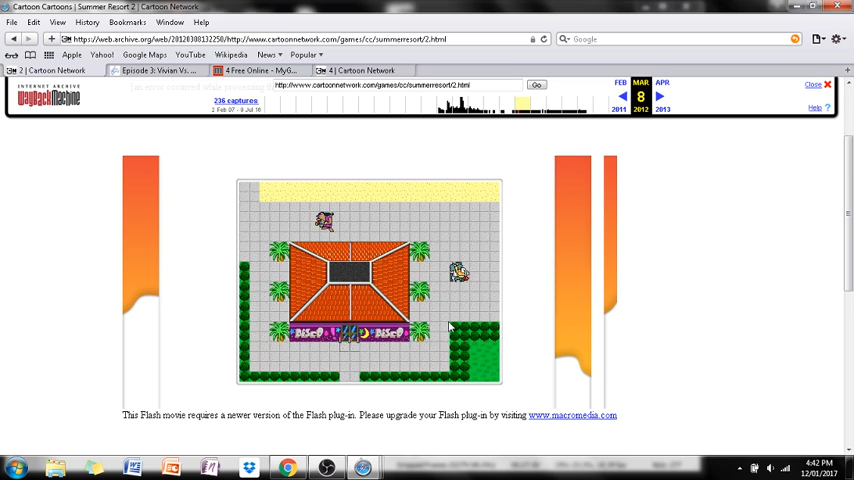 Cartoon Cartoons | Summer Resort 2 | Cartoon Network
File Edit View History Bookmarks Window Help
https://web.archive.org/web/20120308132250/http://www.cartoonnetwork.com/games/cc/summerresort/2.html
Google
Apple Yahoo! Google Maps YouTube Wikipedia News Popular
2 | Cartoon Network
Episode 3: Vivian Vs. ...
4 Free Online - MyG...
4 | Cartoon Network
INTERNET ARCHIVE
WayBackMachine
http://www.cartoonnetwork.com/games/cc/summerresort/2.html
Go
FEB MAR APR
Close
236 captures
8
2 Feb 07 - 9 Jul 16
2011 2012 2013
Help
DISCO DISCO
This Flash movie requires a newer version of the Flash plug-in. Please upgrade your Flash plug-in by visiting www.macromedia.com
4:42 PM
12/01/2017